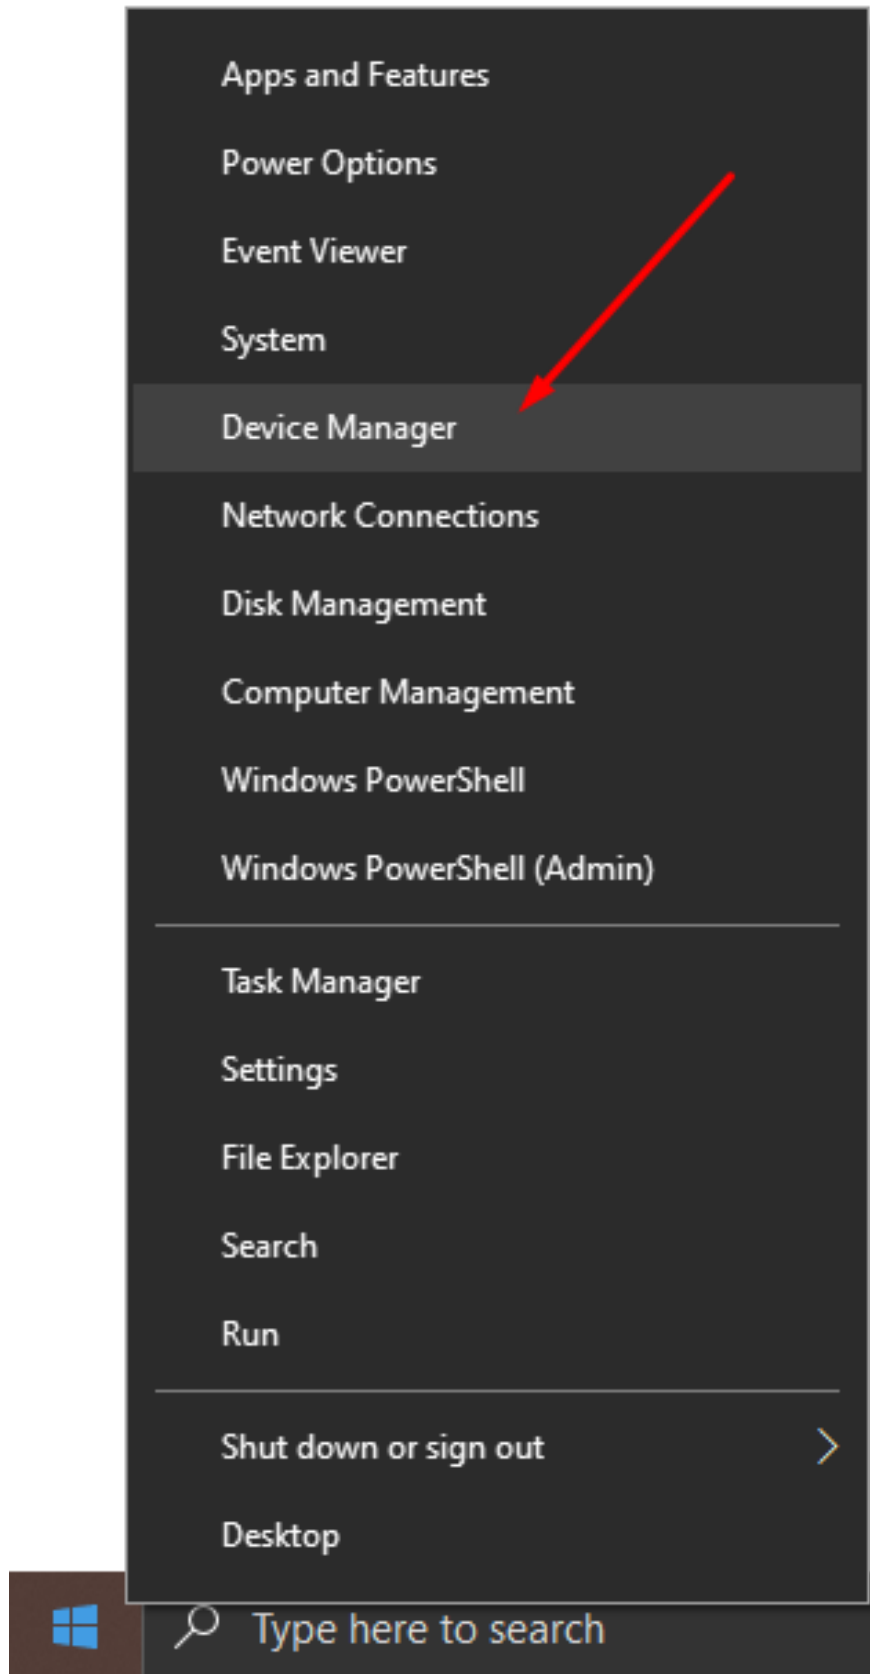 Apps and Features
Power Options
Event Viewer
System
Device Manager
Network Connections
Disk Management
Computer Management
Windows PowerShell
Windows PowerShell (Admin)
Task Manager
Settings
File Explorer
Search
Run
Shut down or sign out
Desktop
Type here to search